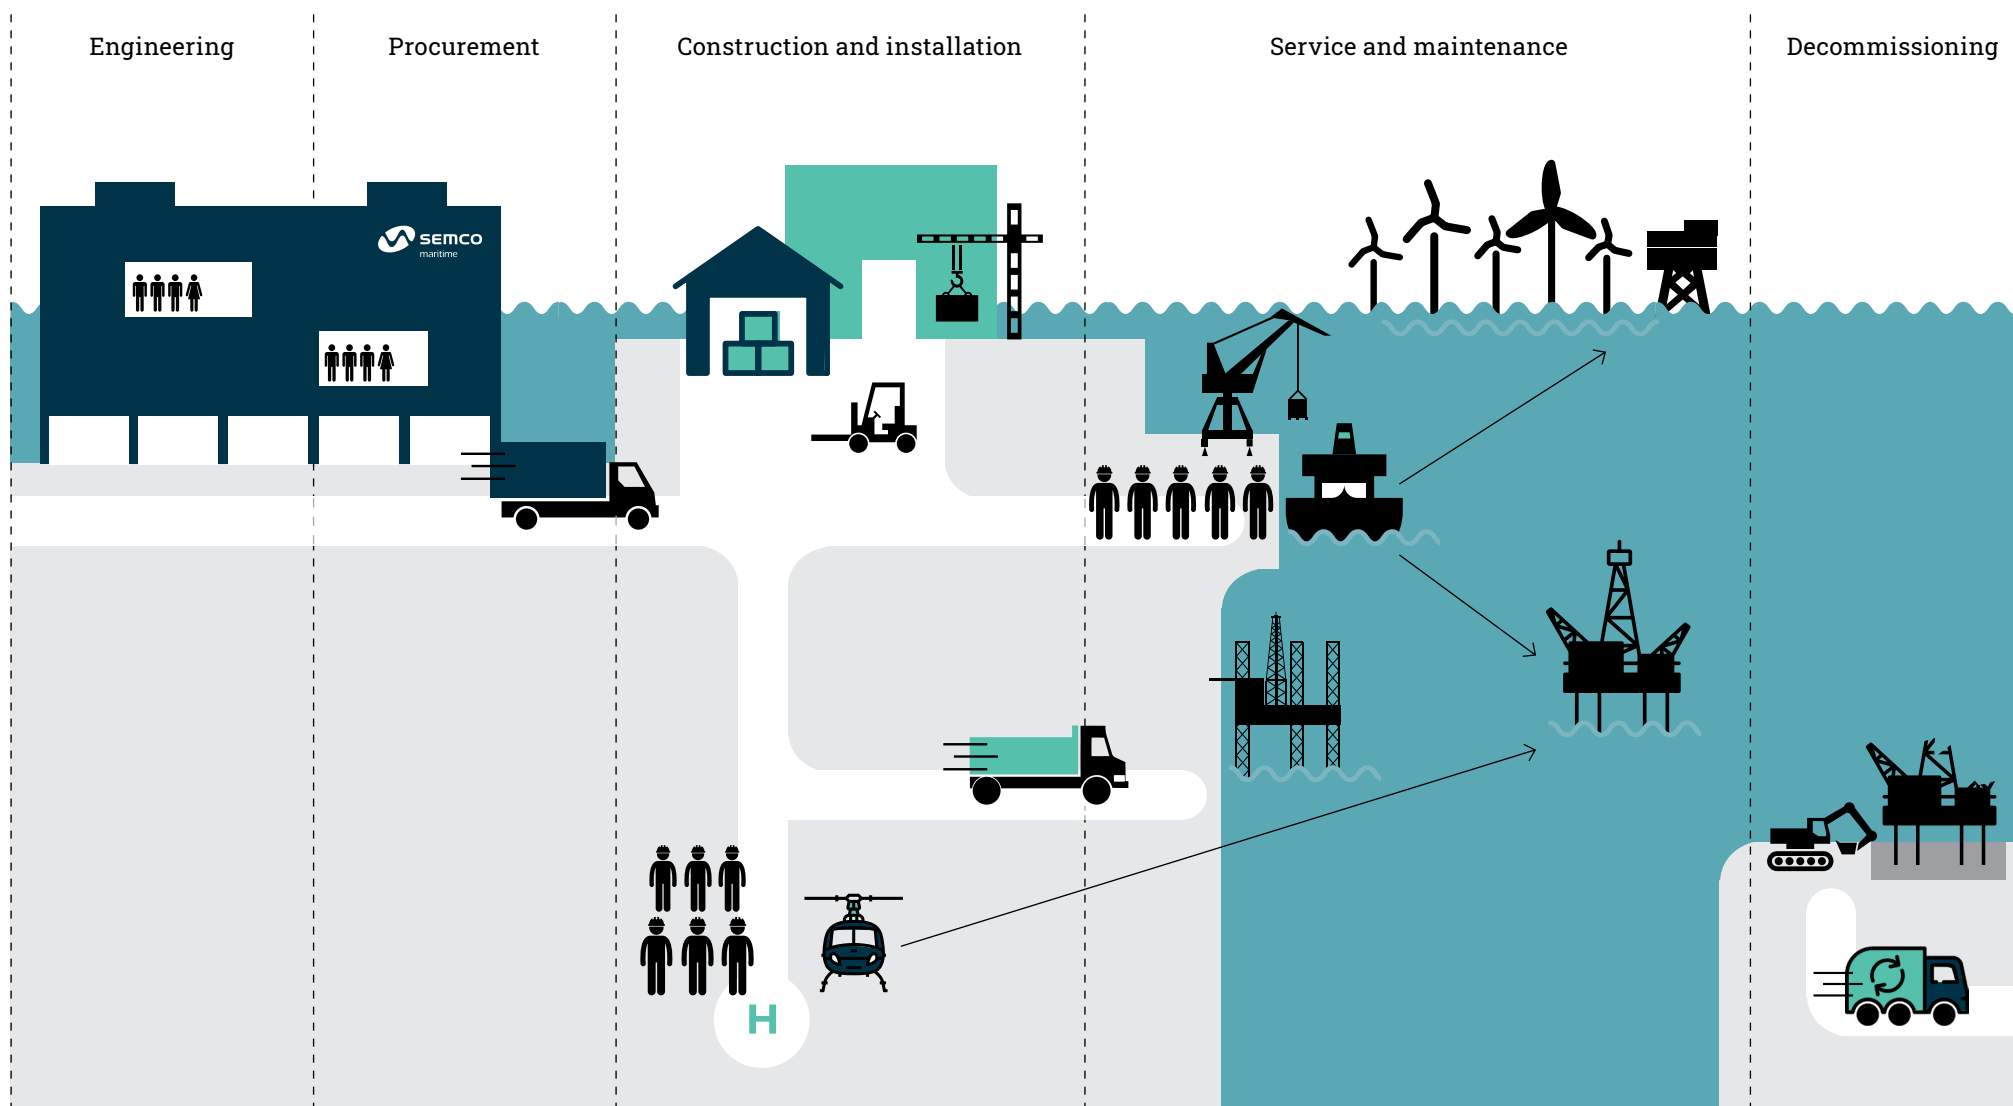 Engineering
Procurement
Construction and installation
Service and maintenance
Decommissioning
SEMCO
maritime
H